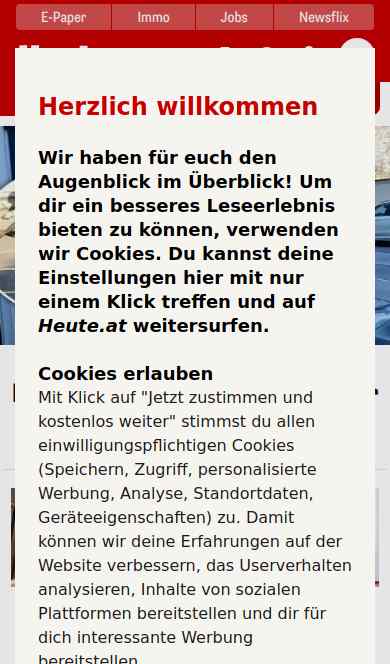 E-Paper
Immo
Jobs
Newsflix
Herzlich willkommen
Wir haben für euch den
Augenblick im Überblick! Um
dir ein besseres Leseerlebnis
bieten zu können, verwenden
wir Cookies. Du kannst deine
Einstellungen hier mit nur
einem Klick treffen und auf
Heute.at weitersurfen.
Cookies erlauben
Mit Klick auf "Jetzt zustimmen und
kostenlos weiter" stimmst du allen
einwilligungspflichtigen Cookies
(Speichern, Zugriff, personalisierte
Werbung, Analyse, Standortdaten,
Geräteeigenschaften) zu. Damit
können wir deine Erfahrungen auf der
Website verbessern, das Userverhalten
analysieren, Inhalte von sozialen
Plattformen bereitstellen und dir für
dich interessante Werbung
bereitstellen